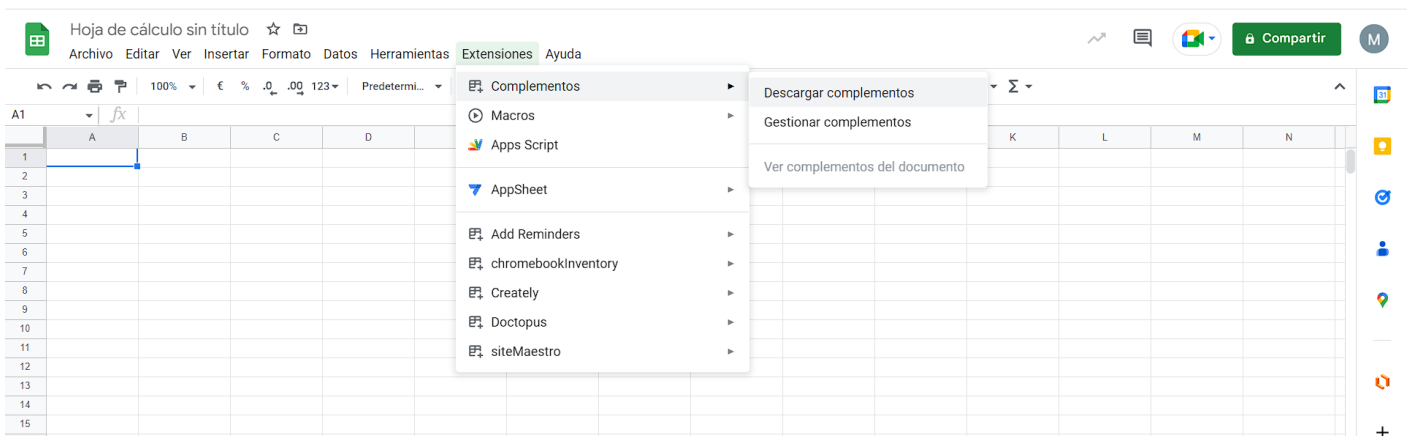 Hoja de cálculo sin título
Archivo Editar Ver Insertar Formato Datos Herramientas Extensiones Ayuda
Compartir
M
100% € % .0 .00 123 Predetermi... Σ
A1 fx
A B C D K L M N
Complementos
Macros
Apps Script
AppSheet
Add Reminders
chromebookInventory
Creately
Doctopus
siteMaestro
Descargar complementos
Gestionar complementos
Ver complementos del documento
1
2
3
4
5
6
7
8
9
10
11
12
13
14
15
31